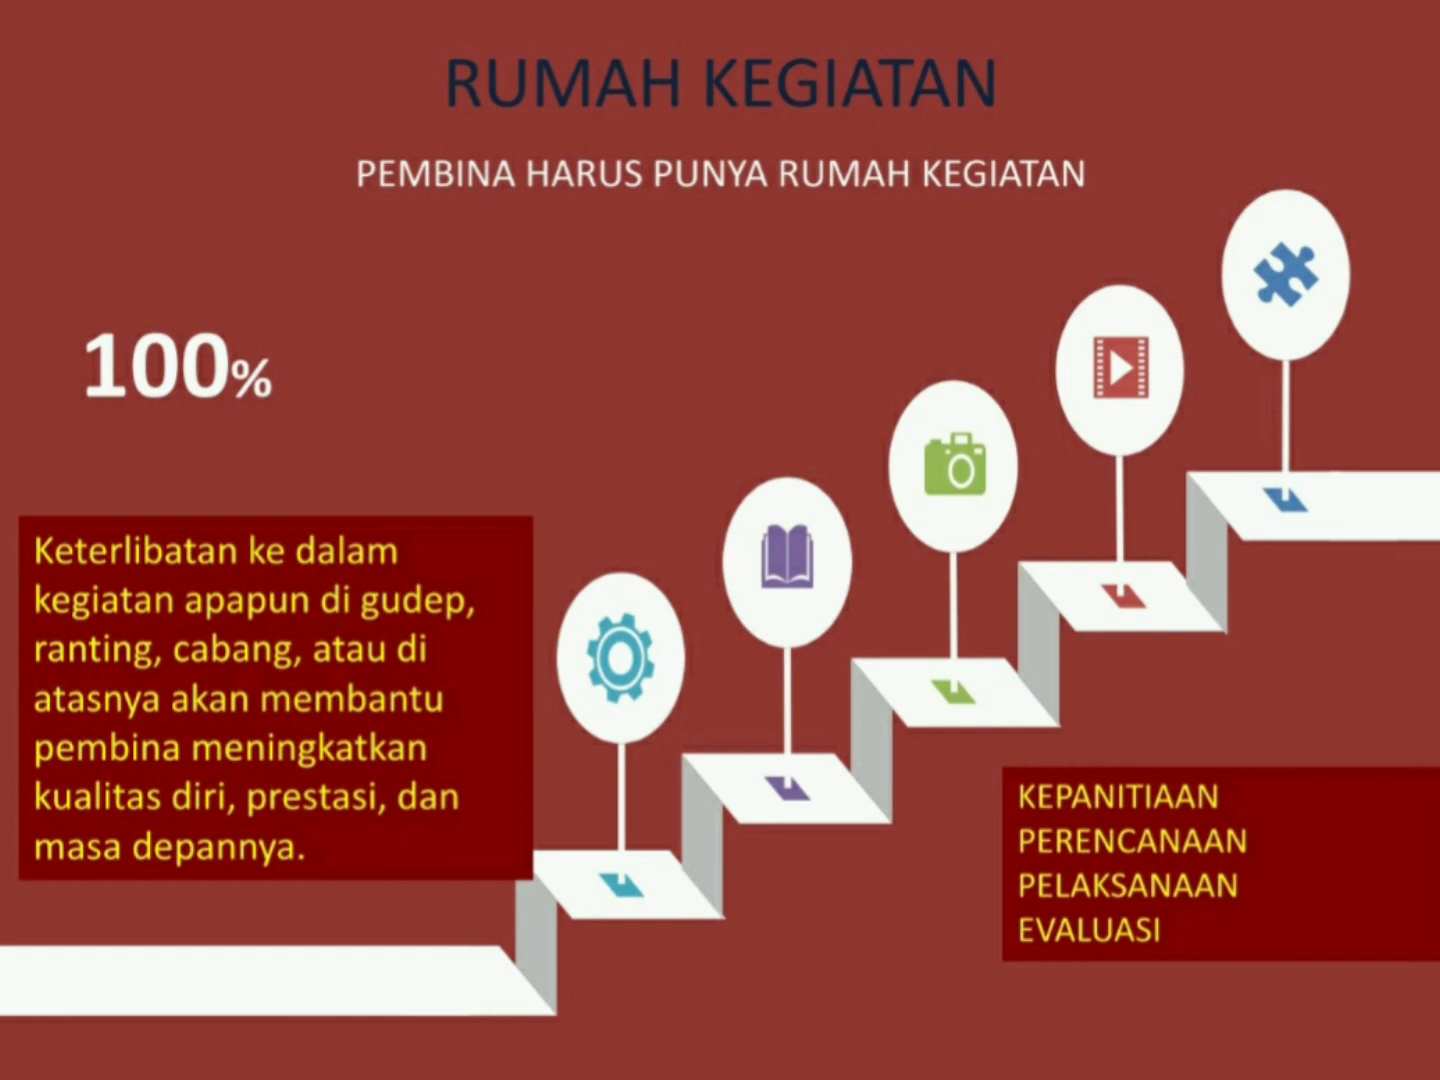 RUMAH KEGIATAN
PEMBINA HARUS PUNYA RUMAH KEGIATAN
100%
Keterlibatan ke dalam
kegiatan apapun di gudep,
ranting, cabang, atau di
atasnya akan membantu
pembina meningkatkan
kualitas diri, prestasi, dan
masa depannya.
KEPANITIAAN
PERENCANAAN
PELAKSANAAN
EVALUASI